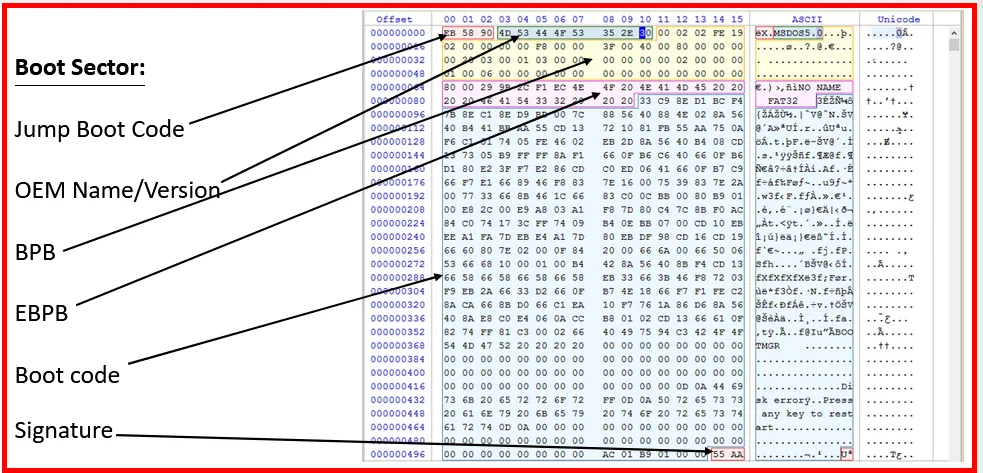 Boot Sector:
Jump Boot Code
OEM Name/Version
BPB
EBPB
Boot code
Signature
Offset 00 01 02 03 04 05 06 07 08 09 10 11 12 13 14 15 ASCII Unicode
000000000 EB 58 90 4D 53 44 4F 53 35 2E 30 00 02 02 FE 19 ëX.MSDOS5.0...þ.
000000016 02 00 00 00 00 F8 00 00 3F 00 40 00 00 80 00 00
000000032 00 20 03 00 01 03 00 00 00 00 00 00 02 00 00 00
000000048 01 00 06 00 00 00 00 00 00 00 00 00 00 00 00 00
80 00 29 9B 2C F1 EC 4E 4F 20 4E 41 4D 45 20 20 NO NAME
000000080 20 20 46 41 54 33 32 20 20 20 33 C9 8E D1 BC F4 FAT32
000000096 7B 8E C1 8E D9 00 7C 88 56 40 88 4E 02 8A 56
000000112 40 B4 41 AA 55 CD 13 72 10 81 FB 55 AA 75 0A
000000128 F6 C1 74 05 FE 46 02 EB 2D 8A 56 40 B4 08 CD
000000144 73 05 B9 FF FF 8A F1 66 0F B6 C6 40 66 0F B6
D1 80 E2 3F F7 E2 86 CD C0 ED 06 41 66 0F B7 C9
000000176 66 F7 E1 66 89 46 F8 83 7E 16 00 75 39 83 7E 2A
000000192 00 77 33 66 8B 46 1C 66 83 C0 0C BB 00 80 B9 01
000000208 00 E8 2C 00 E9 A8 03 A1 F8 7D 80 C4 7C 8B F0 AC
000000224 84 C0 74 17 3C FF 74 09 B4 0E BB 07 00 CD 10 EB
000000240 EE A1 FA 7D EB E4 A1 7D 80 EB DF 98 CD 16 CD 19
000000256 66 60 80 7E 02 00 0F 84 20 00 66 6A 00 66 50 06
000000272 53 66 68 10 00 01 00 B4 42 8A 56 40 8B F4 CD 13
000000288 66 58 66 58 66 58 66 58 EB 33 66 3B 46 F8 72 03
000000304 F9 EB 2A 66 33 D2 66 0F B7 4E 18 66 F7 F1 FE C2
000000320 8A CA 66 8B D0 66 C1 EA 10 F7 76 1A 86 D6 8A 56
000000336 40 8A E8 C0 E4 06 0A CC B8 01 02 CD 13 66 61 0F
000000352 82 74 FF 81 C3 00 02 66 40 49 75 94 C3 42 4F 4F
000000368 54 4D 47 52 20 20 20 20 00 00 00 00 00 00 00 00 TMGR
000000384 00 00 00 00 00 00 00 00 00 00 00 00 00 00 00 00
000000400 00 00 00 00 00 00 00 00 00 00 00 00 00 00 00 00
000000416 00 00 00 00 00 00 00 00 00 00 00 00 0D 0A 44 69 Di
000000432 73 6B 20 65 72 72 6F 72 FF 0D 0A 50 72 65 73 73 sk errorÿ..Press
000000448 20 61 6E 79 20 6B 65 79 20 74 6F 20 72 65 73 74 any key to rest
000000464 61 72 74 0D 0A 00 00 00 00 00 00 00 00 00 00 00 art
000000480 00 00 00 00 00 00 00 00 00 00 00 00 00 00 00 00
000000496 00 00 00 00 00 00 00 00 AC 01 B9 01 00 00 55 AA